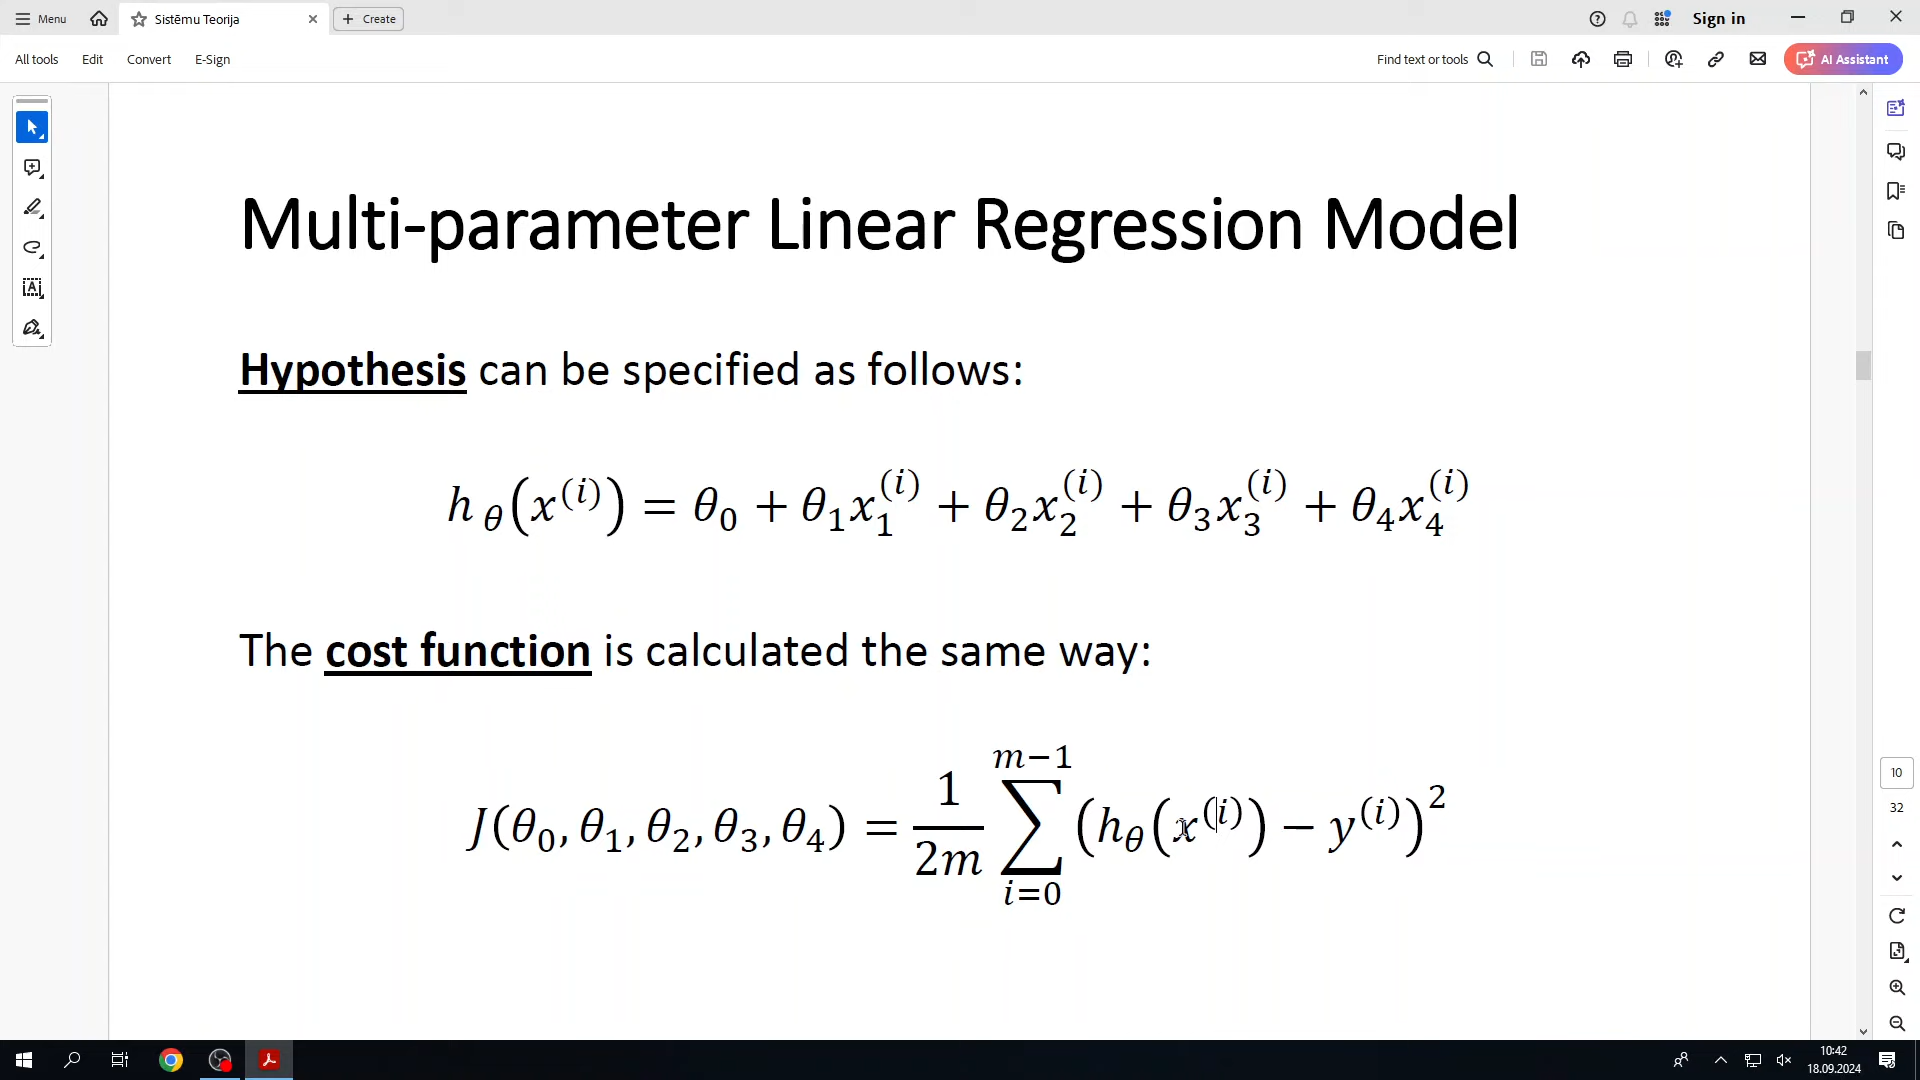 Menu
Sistēmu Teorija
Create
Sign in
All tools
Edit
Convert
E-Sign
Find text or tools
AI Assistant
Multi-parameter Linear Regression Model
Hypothesis can be specified as follows:
h_θ(x^(i)) = θ₀ + θ₁x₁^(i) + θ₂x₂^(i) + θ₃x₃^(i) + θ₄x₄^(i)
The cost function is calculated the same way:
J(θ₀, θ₁, θ₂, θ₃, θ₄) = 1/2m ∑_{i=0}^{m−1} (h_θ(x^(i)) − y^(i))²
10
32
10:42
18.09.2024